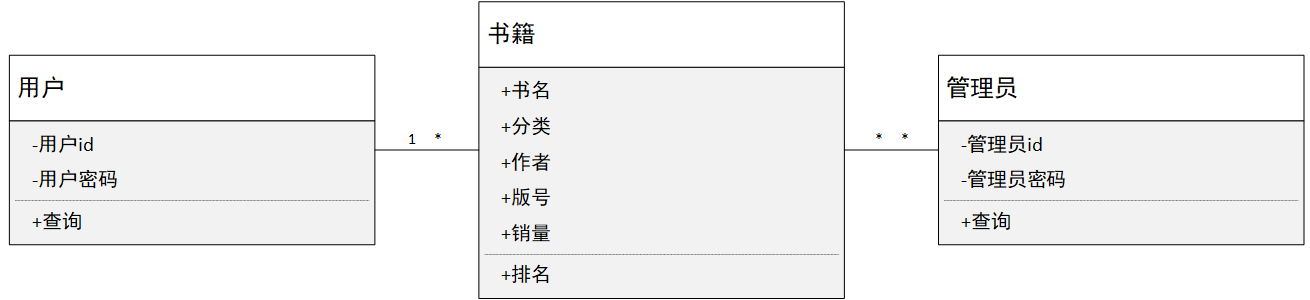 用户
-用户id
-用户密码
+查询
1 *
书籍
+书名
+分类
+作者
+版号
+销量
+排名
* *
管理员
-管理员id
-管理员密码
+查询